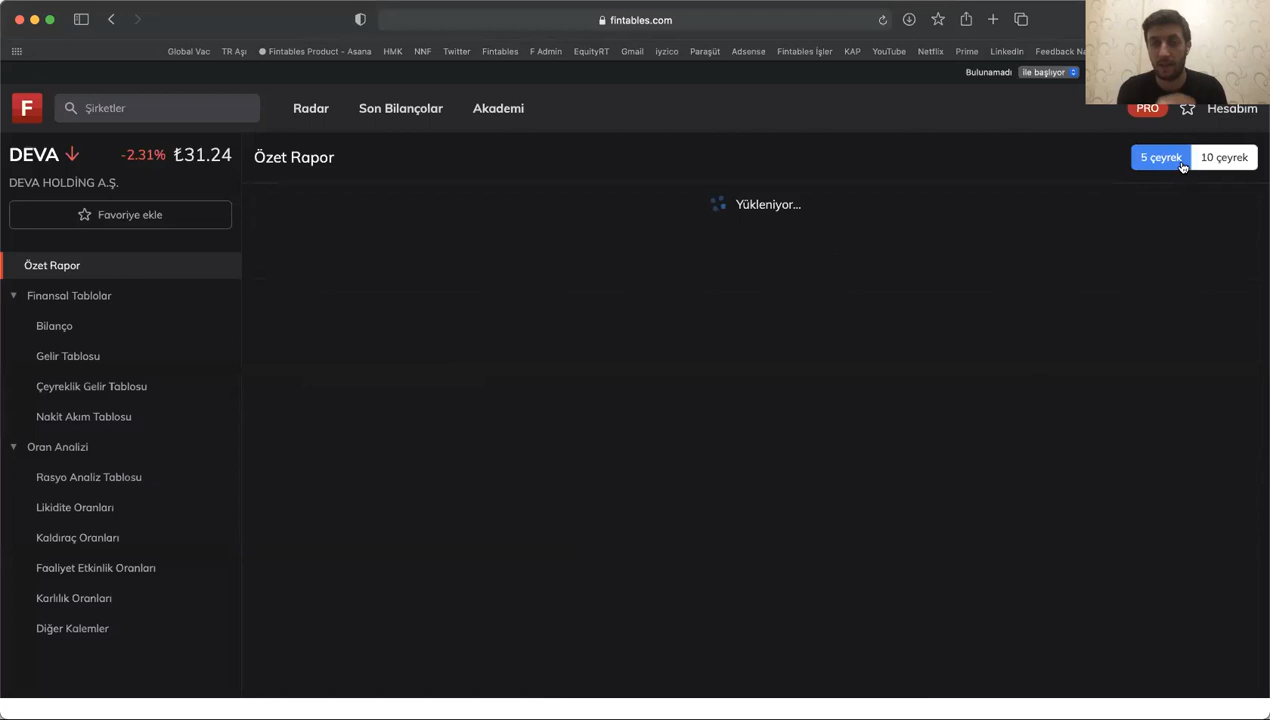 fintables.com
Global Vac TR Aşı Fintables Product - Asana HMK NNF Twitter Fintables F Admin EquityRT Gmail iyzico Paraşüt Adsense Fintables İşler KAP YouTube Netflix Prime Linkedin Feedback Na
Bulunamadı ile başlıyor
F Şirketler Radar Son Bilançolar Akademi PRO Hesabım
DEVA -2.31% ₺31.24
Özet Rapor
5 çeyrek 10 çeyrek
DEVA HOLDİNG A.Ş.
Yükleniyor...
Favoriye ekle
Özet Rapor
Finansal Tablolar
Bilanço
Gelir Tablosu
Çeyreklik Gelir Tablosu
Nakit Akım Tablosu
Oran Analizi
Rasyo Analiz Tablosu
Likidite Oranları
Kaldıraç Oranları
Faaliyet Etkinlik Oranları
Karlılık Oranları
Diğer Kalemler